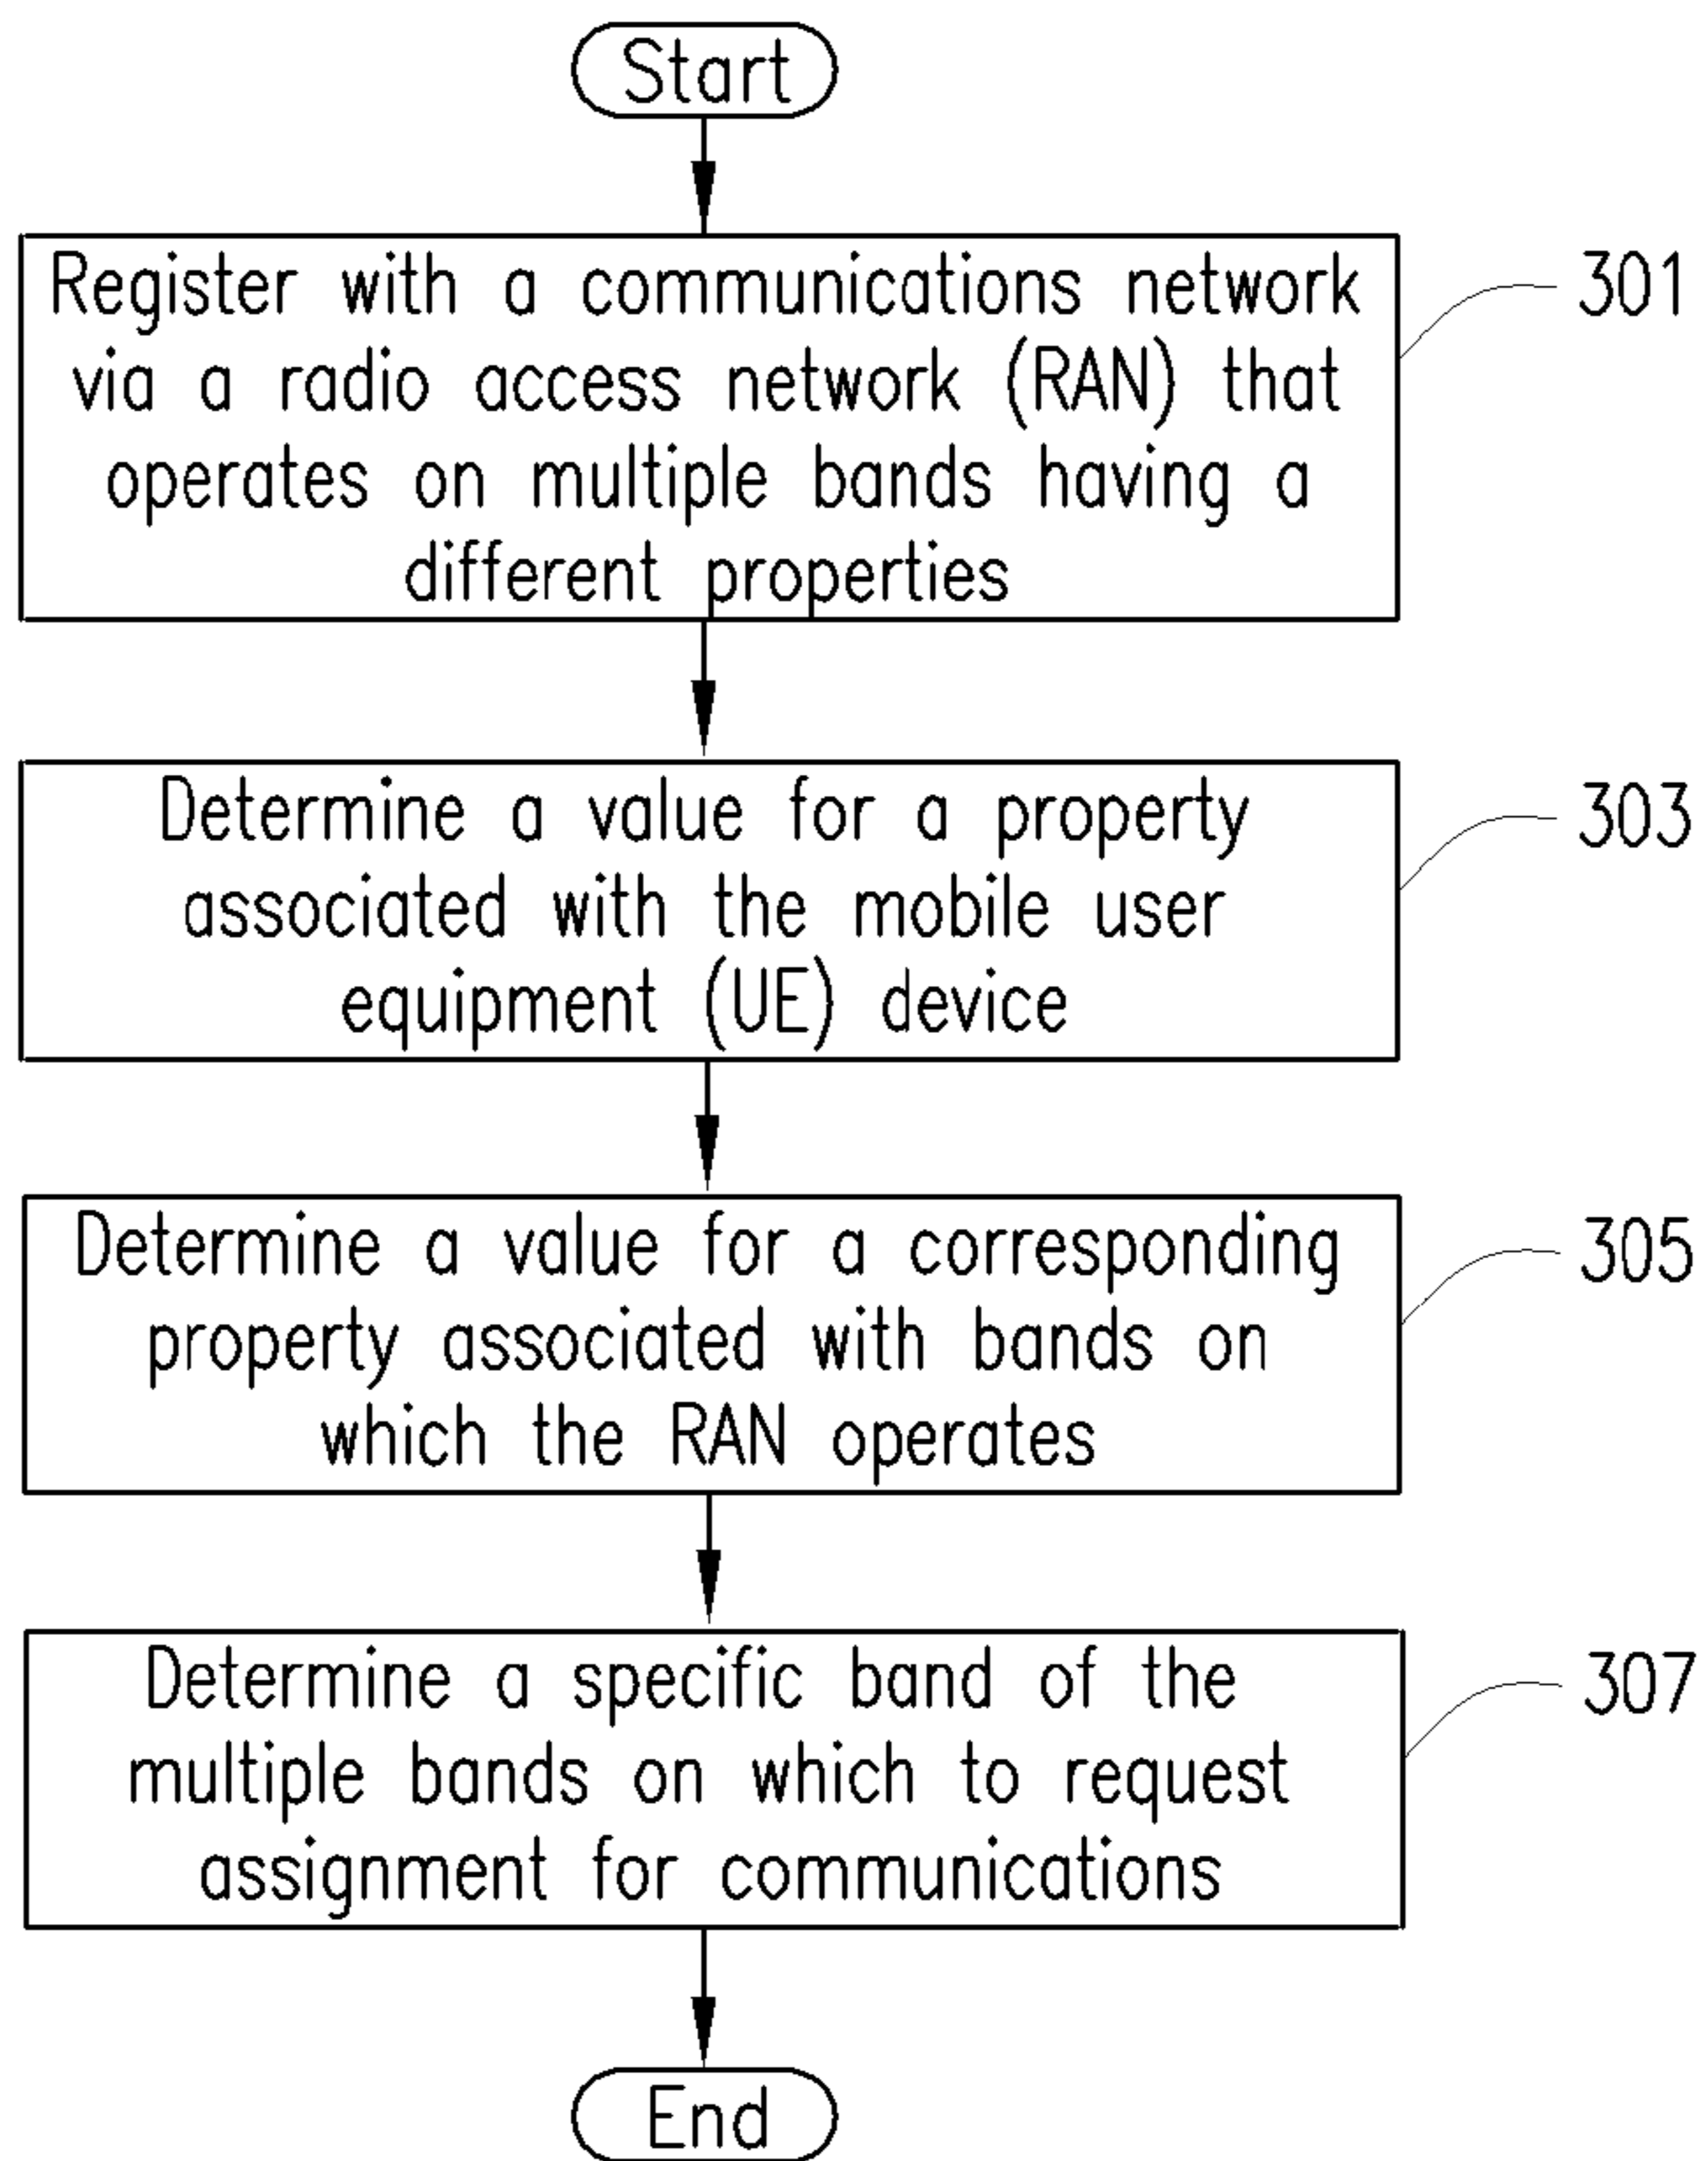 Start
Register with a communications network
via a radio access network (RAN) that
operates on multiple bands having a
different properties
301
Determine a value for a property
associated with the mobile user
equipment (UE) device
303
Determine a value for a corresponding
property associated with bands on
which the RAN operates
305
Determine a specific band of the
multiple bands on which to request
assignment for communications
307
End